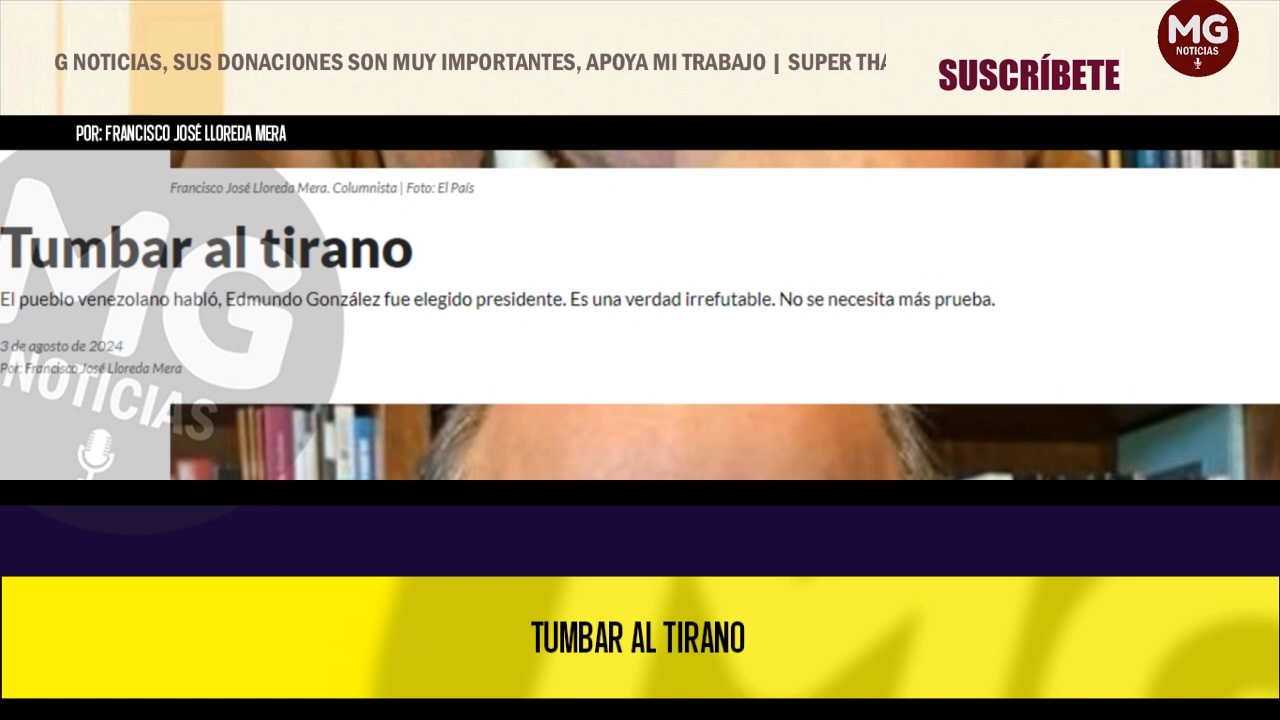 G NOTICIAS, SUS DONACIONES SON MUY IMPORTANTES, APOYA MI TRABAJO | SUPER THA
SUSCRÍBETE
MG
NOTICIAS
POR: FRANCISCO JOSÉ LLOREDA MERA
Francisco José Lloreda Mera. Columnista | Foto: El País
Tumbar al tirano
El pueblo venezolano habló, Edmundo González fue elegido presidente. Es una verdad irrefutable. No se necesita más prueba.
3 de agosto de 2024
Por: Francisco José Lloreda Mera
MG
NOTICIAS
TUMBAR AL TIRANO